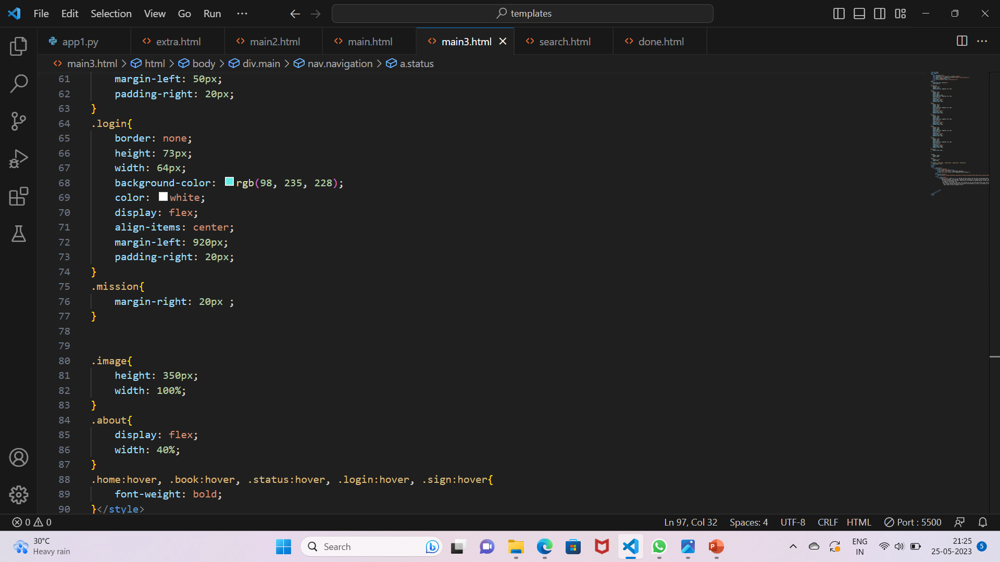 File Edit Selection View Go Run ··· templates
app1.py extra.html main2.html main.html main3.html search.html done.html
main3.html > html > body > div.main > nav.navigation > a.status
61 margin-left: 50px;
62 padding-right: 20px;
63 }
64 .login{
65 border: none;
66 height: 73px;
67 width: 64px;
68 background-color: rgb(98, 235, 228);
69 color: white;
70 display: flex;
71 align-items: center;
72 margin-left: 920px;
73 padding-right: 20px;
74 }
75 .mission{
76 margin-right: 20px ;
77 }
78
79
80 .image{
81 height: 350px;
82 width: 100%;
83 }
84 .about{
85 display: flex;
86 width: 40%;
87 }
88 .home:hover, .book:hover, .status:hover, .login:hover, .sign:hover{
89 font-weight: bold;
90 }</style>
0 0 Ln 97, Col 32 Spaces: 4 UTF-8 CRLF HTML Port : 5500
30°C
Heavy rain
Search
ENG
IN
21:25
25-05-2023
5